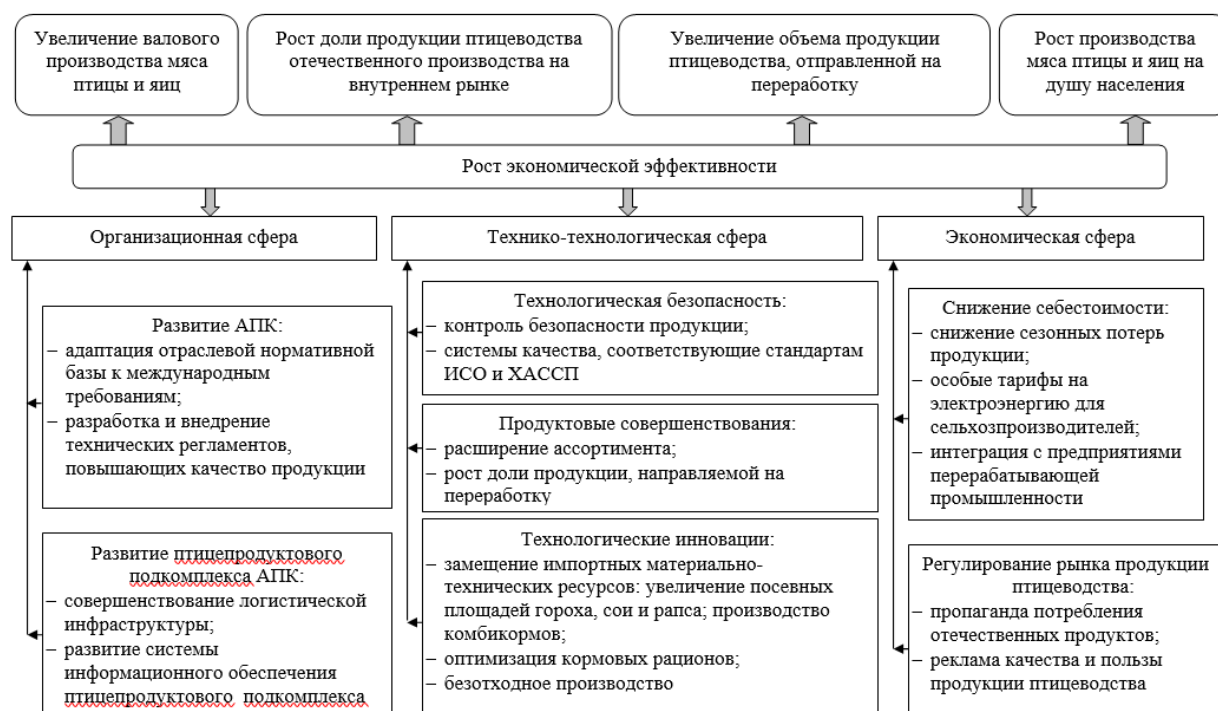 Увеличение валового
производства мяса
птицы и яиц
Рост доли продукции птицеводства
отечественного производства на
внутреннем рынке
Увеличение объема продукции
птицеводства, отправленной на
переработку
Рост производства
мяса птицы и яиц на
душу населения
Рост экономической эффективности
Организационная сфера
Развитие АПК:
– адаптация отраслевой нормативной
базы к международным
требованиям;
– разработка и внедрение
технических регламентов,
повышающих качество продукции
Развитие птицепродуктового
подкомплекса АПК:
– совершенствование логистической
инфраструктуры;
– развитие системы
информационного обеспечения
птицепродуктового подкомплекса
Технико-технологическая сфера
Технологическая безопасность:
– контроль безопасности продукции;
– системы качества, соответствующие стандартам
ИСО и ХАССП
Продуктовые совершенствования:
– расширение ассортимента;
– рост доли продукции, направляемой на
переработку
Технологические инновации:
– замещение импортных материально-
технических ресурсов: увеличение посевных
площадей гороха, сои и рапса; производство
комбикормов;
– оптимизация кормовых рационов;
– безотходное производство
Экономическая сфера
Снижение себестоимости:
– снижение сезонных потерь
продукции;
– особые тарифы на
электроэнергию для
сельхозпроизводителей;
– интеграция с предприятиями
перерабатывающей
промышленности
Регулирование рынка продукции
птицеводства:
– пропаганда потребления
отечественных продуктов;
– реклама качества и пользы
продукции птицеводства